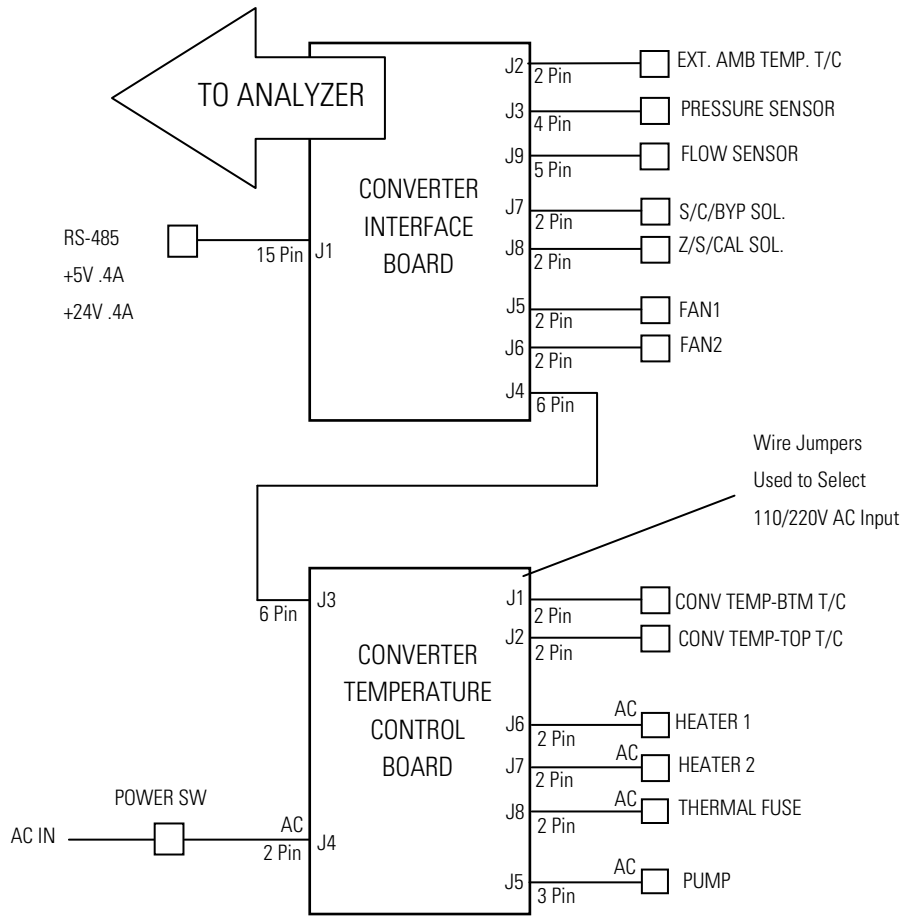 TO ANALYZER
RS-485
+5V .4A
+24V .4A
15 Pin
J1
CONVERTER
INTERFACE
BOARD
J2
2 Pin
EXT. AMB TEMP. T/C
J3
4 Pin
PRESSURE SENSOR
J9
5 Pin
FLOW SENSOR
J7
2 Pin
S/C/BYP SOL.
J8
2 Pin
Z/S/CAL SOL.
J5
2 Pin
FAN1
J6
2 Pin
FAN2
J4
6 Pin
Wire Jumpers
Used to Select
110/220V AC Input
6 Pin
J3
CONVERTER
TEMPERATURE
CONTROL
BOARD
J1
2 Pin
CONV TEMP-BTM T/C
J2
2 Pin
CONV TEMP-TOP T/C
J6
AC
2 Pin
HEATER 1
J7
AC
2 Pin
HEATER 2
J8
AC
2 Pin
THERMAL FUSE
POWER SW
AC IN
AC
2 Pin
J4
J5
AC
3 Pin
PUMP